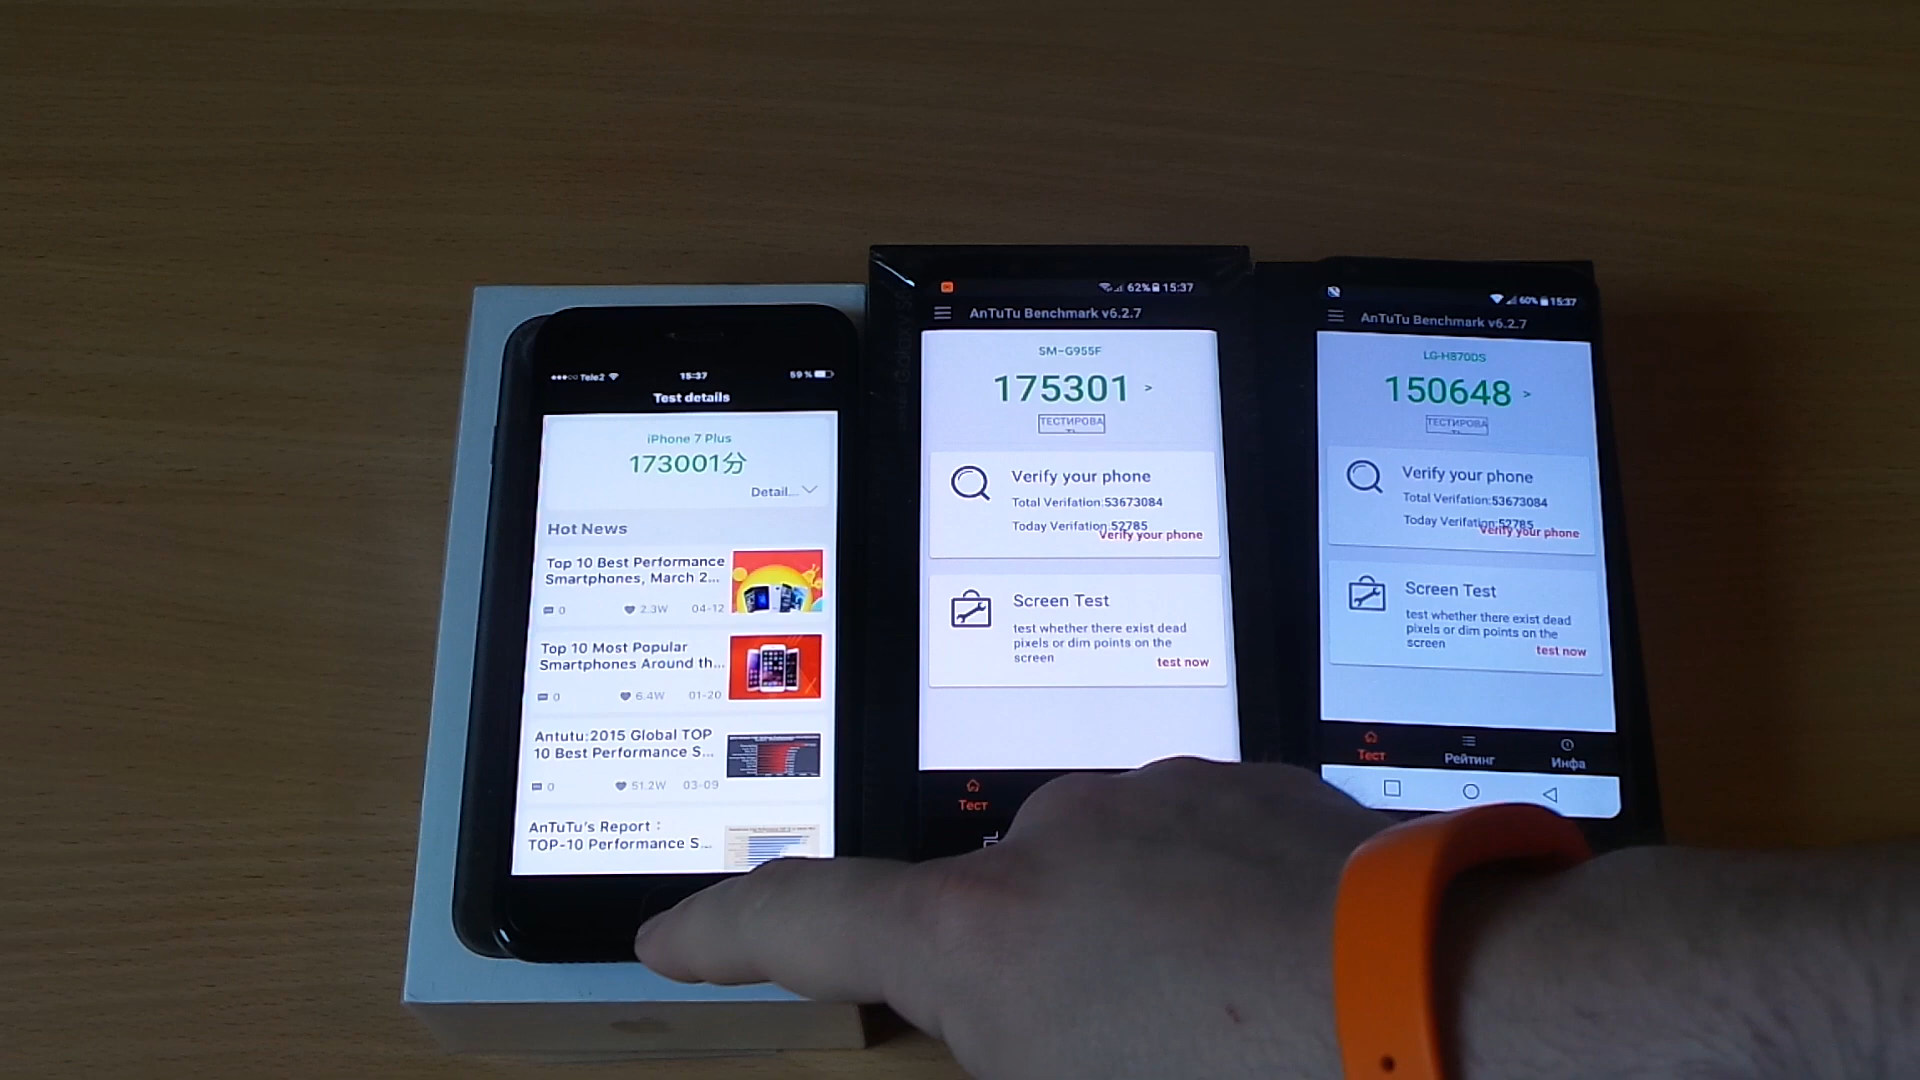 Tele2
15:37
59 %
Test details
iPhone 7 Plus
173001分
Detail...
Hot News
Top 10 Best Performance
Smartphones, March 2...
0
2.3W
04-12
Top 10 Most Popular
Smartphones Around th...
0
6.4W
01-20
Antutu:2015 Global TOP
10 Best Performance S...
0
51.2W
03-09
AnTuTu's Report :
TOP-10 Performance S...
62% 15:37
AnTuTu Benchmark v6.2.7
SM-G955F
175301 >
ТЕСТИРОВА
ТЬ
Verify your phone
Total Verifation:53673084
Today Verifation:52785
Verify your phone
Screen Test
test whether there exist dead
pixels or dim points on the
screen
test now
Тест
60% 15:37
AnTuTu Benchmark v6.2.7
LG-H870DS
150648 >
ТЕСТИРОВА
ТЬ
Verify your phone
Total Verifation:53673084
Today Verifation:52785
Verify your phone
Screen Test
test whether there exist dead
pixels or dim points on the
screen
test now
Тест
Рейтинг
Инфа